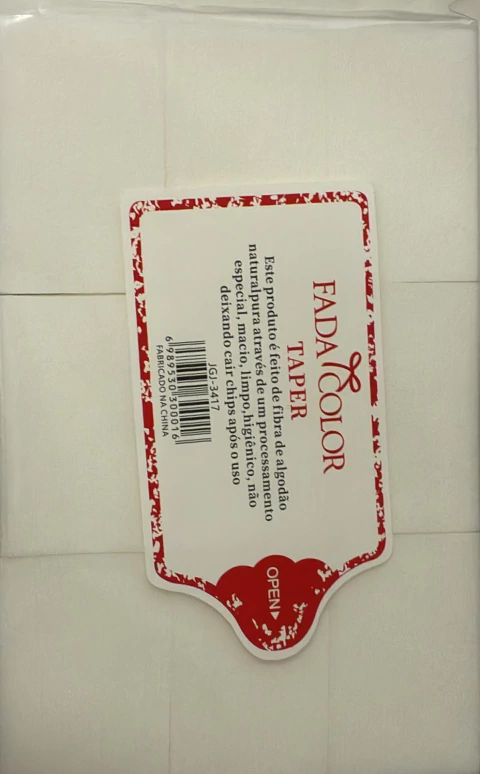 FADA COLOR
TAPER
Este produto é feito de fibra de algodão
naturalpura através de um processamento
especial, macio, limpo,higiénico, não
deixando cair chips após o uso
JGJ-3417
6 989530 300016
FABRICADO NA CHINA
OPEN